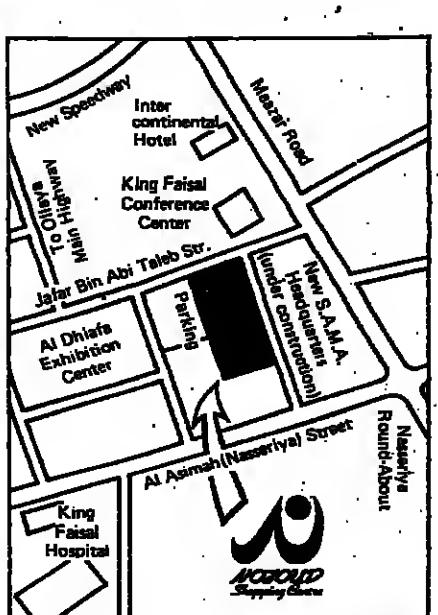 New Speedway
Inter
continental
Hotel
Maazar Road
King Faisal
Conference
Center
Main Highway
To Ollaya
Jafar Bin Abi Taleb Str.
Parking
New S.A.M.A.
Headquarters
(under construction)
Al Dhiafa
Exhibition
Center
Al Asimah (Nasseriya) Street
Nasseriya
Round-About
King
Faisal
Hospital
Shopping Centre